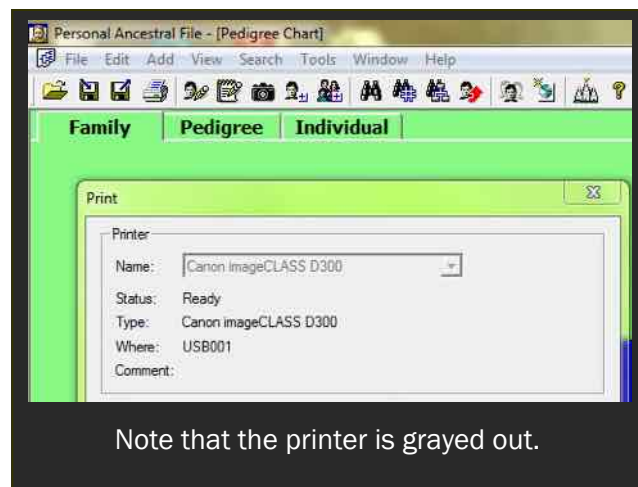 Personal Ancestral File - [Pedigree Chart]
File Edit Add View Search Tools Window Help
Family Pedigree Individual
Print
Printer
Name: Canon imageCLASS D300
Status: Ready
Type: Canon imageCLASS D300
Where: USB001
Comment:
Note that the printer is grayed out.